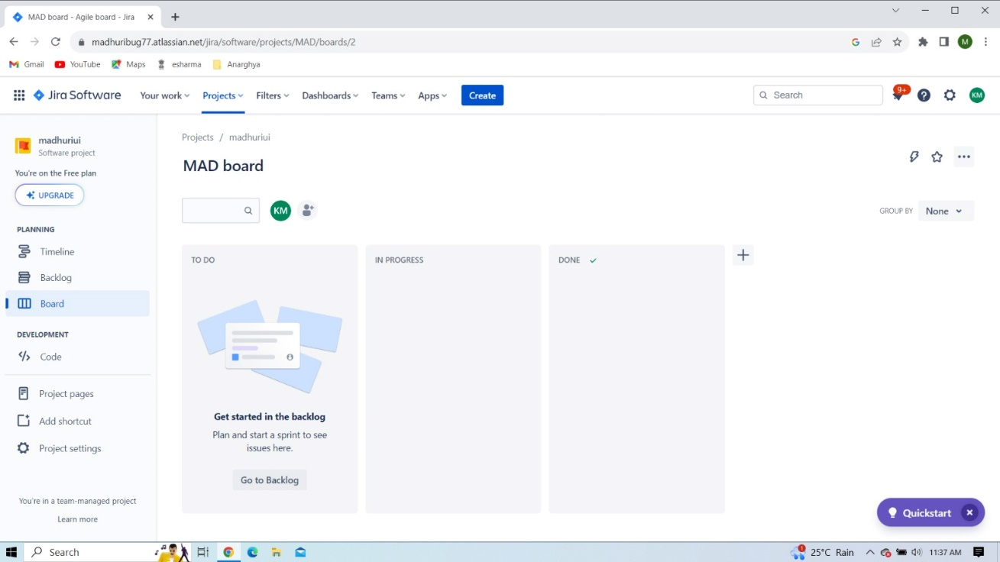 MAD board - Agile board - Jira
madhuribug77.atlassian.net/jira/software/projects/MAD/boards/2
G
M
Gmail YouTube Maps esharma Anarghya
Jira Software Your work Projects Filters Dashboards Teams Apps Create Search 9+ KM
madhuriui
Software project
You're on the Free plan
UPGRADE
PLANNING
Timeline
Backlog
Board
DEVELOPMENT
Code
Project pages
Add shortcut
Project settings
You're in a team-managed project
Learn more
Projects / madhuriui
MAD board
KM
GROUP BY None
TO DO
IN PROGRESS
DONE
Get started in the backlog
Plan and start a sprint to see
issues here.
Go to Backlog
Quickstart
Search
1
25°C Rain
11:37 AM